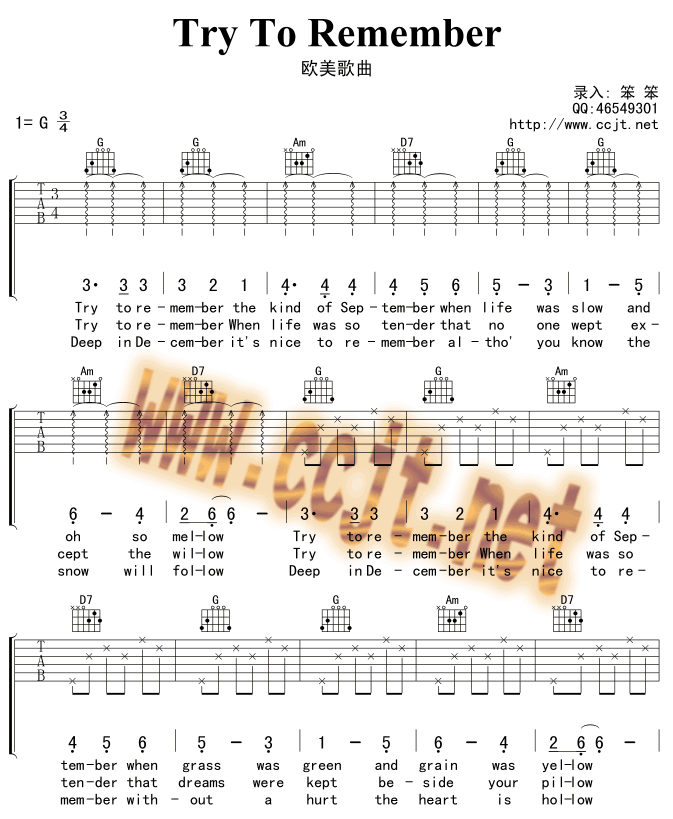 Try To Remember
欧美歌曲
录入: 笨 笨
QQ:46549301
1= G 3/4 http://www.ccjt.net
G G Am D7 G G
T A B 3 4
3· 3 3 | 3 2 1 | 4· 4 4 | 4 5 6 | 5 – 3 | 1 – 5
Try to re – mem–ber the kind of Sep – tem–ber when life was slow and
Try to re – mem–ber When life was so ten–der that no one wept ex–
Deep in De – cem–ber it's nice to re – mem–ber al–tho' you know the
Am D7 G G Am
T A B
www.ccjt.net
6 – 4 | 2 6 6 – | 3· 3 3 | 3 2 1 | 4· 4 4
oh so mel–low Try to re – mem–ber the kind of Sep–
cept the wil–low Try to re – mem–ber When life was so
snow will fol–low Deep in De – cem–ber it's nice to re–
D7 G G Am D7
T A B
4 5 6 | 5 – 3 | 1 – 5 | 6 – 4 | 2 6 6 –
tem–ber when grass was green and grain was yel–low
ten–der that dreams were kept be–side your pil–low
mem–ber with – out a hurt the heart is hol–low